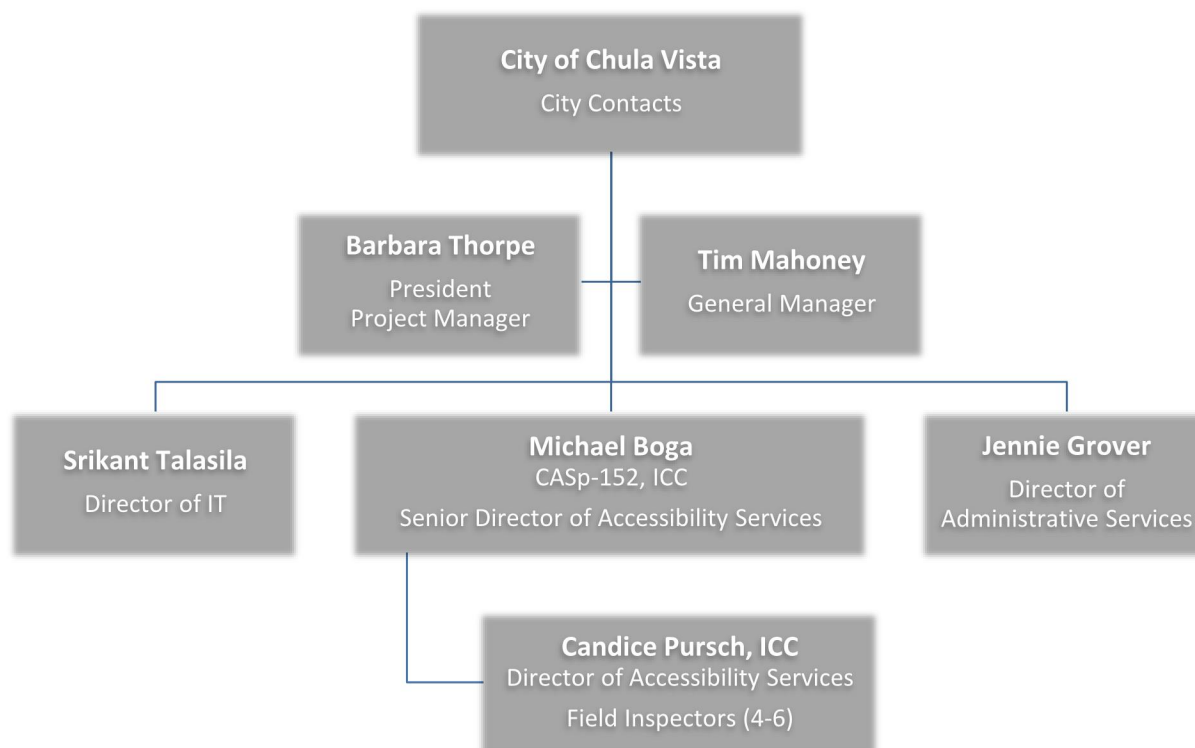 City of Chula Vista
City Contacts
Barbara Thorpe
President
Project Manager
Tim Mahoney
General Manager
Srikant Talasila
Director of IT
Michael Boga
CASp-152, ICC
Senior Director of Accessibility Services
Jennie Grover
Director of
Administrative Services
Candice Pursch, ICC
Director of Accessibility Services
Field Inspectors (4-6)